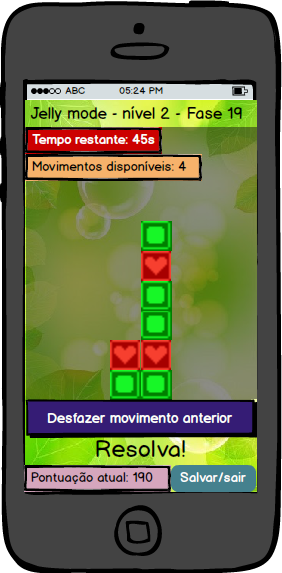 ABC 05:24 PM
Jelly mode - nível 2 - Fase 19
Tempo restante: 45s
Movimentos disponíveis: 4
Desfazer movimento anterior
Resolva!
Pontuação atual: 190 Salvar/sair